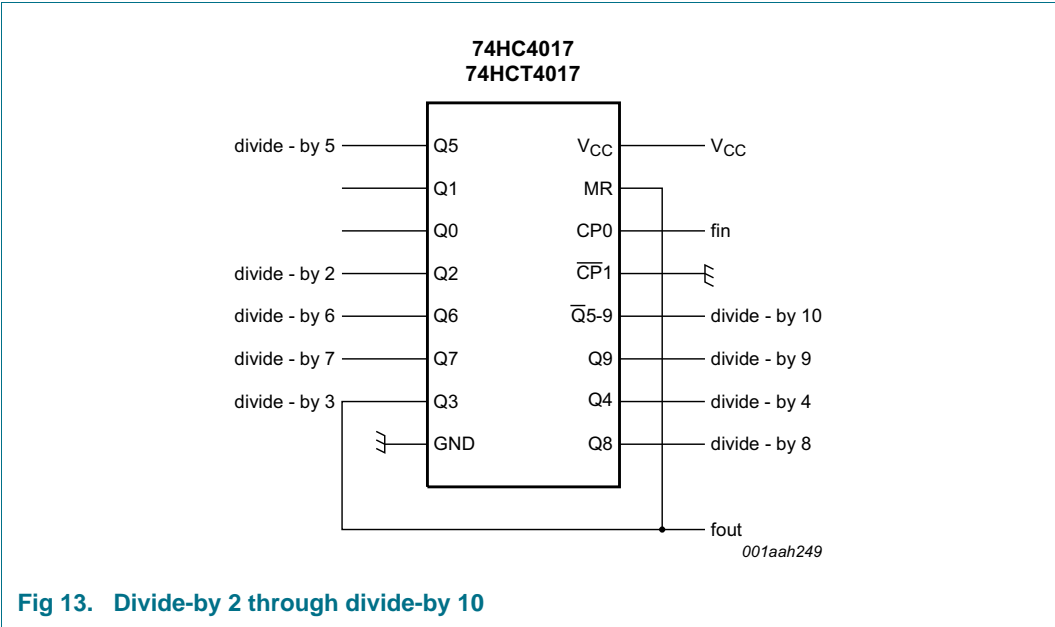 74HC4017
74HCT4017
divide - by 5 Q5 VCC VCC
Q1 MR
Q0 CP0 fin
divide - by 2 Q2 C̅P̅1
divide - by 6 Q6 Q̅5-9 divide - by 10
divide - by 7 Q7 Q9 divide - by 9
divide - by 3 Q3 Q4 divide - by 4
GND Q8 divide - by 8
fout
001aah249
Fig 13. Divide-by 2 through divide-by 10